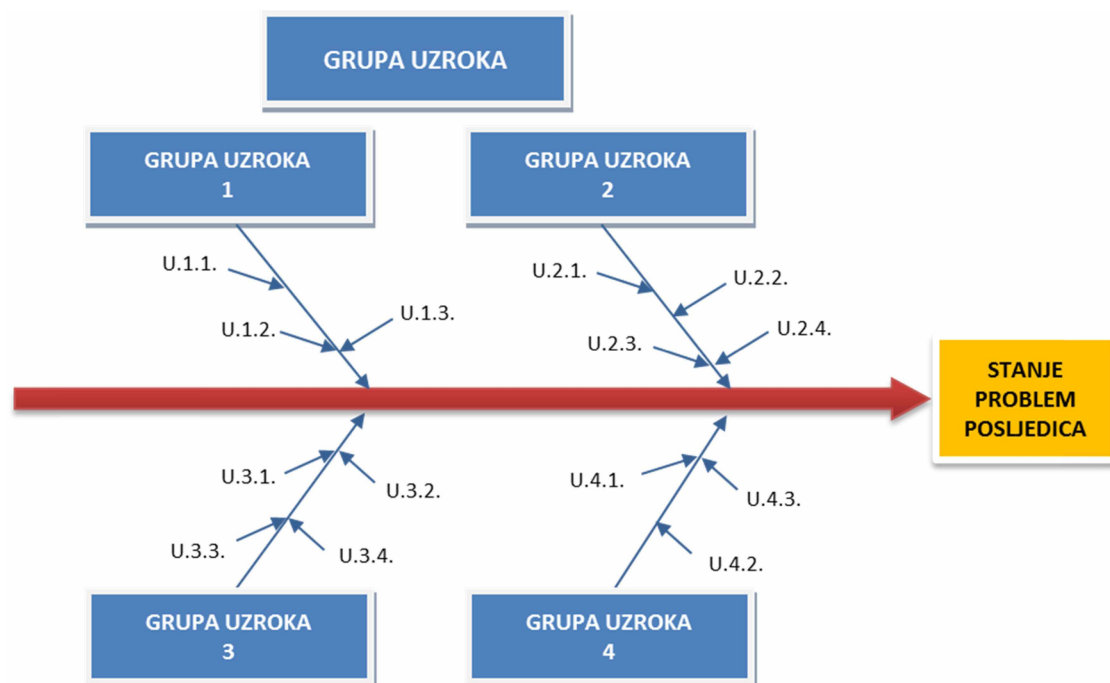 GRUPA UZROKA
GRUPA UZROKA
1
GRUPA UZROKA
2
U.1.1.
U.1.2.
U.1.3.
U.2.1.
U.2.2.
U.2.3.
U.2.4.
STANJE
PROBLEM
POSLJEDICA
U.3.1.
U.3.2.
U.3.3.
U.3.4.
U.4.1.
U.4.3.
U.4.2.
GRUPA UZROKA
3
GRUPA UZROKA
4